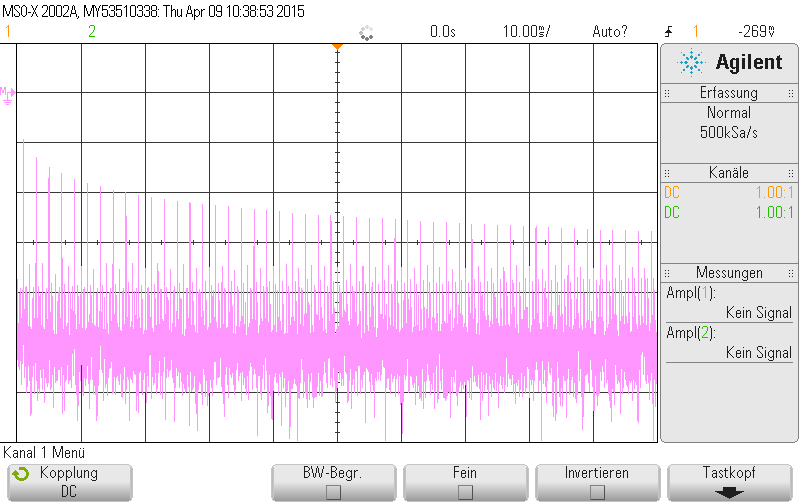 MSO-X 2002A, MY53510338: Thu Apr 09 10:38:53 2015
1 2 0.0s 10.00ms/ Auto? 1 -269mV
M
Agilent
Erfassung
Normal
500kSa/s
Kanäle
DC 1.00:1
DC 1.00:1
Messungen
Ampl(1):
Kein Signal
Ampl(2):
Kein Signal
Kanal 1 Menü
Kopplung
DC
BW-Begr.
Fein
Invertieren
Tastkopf